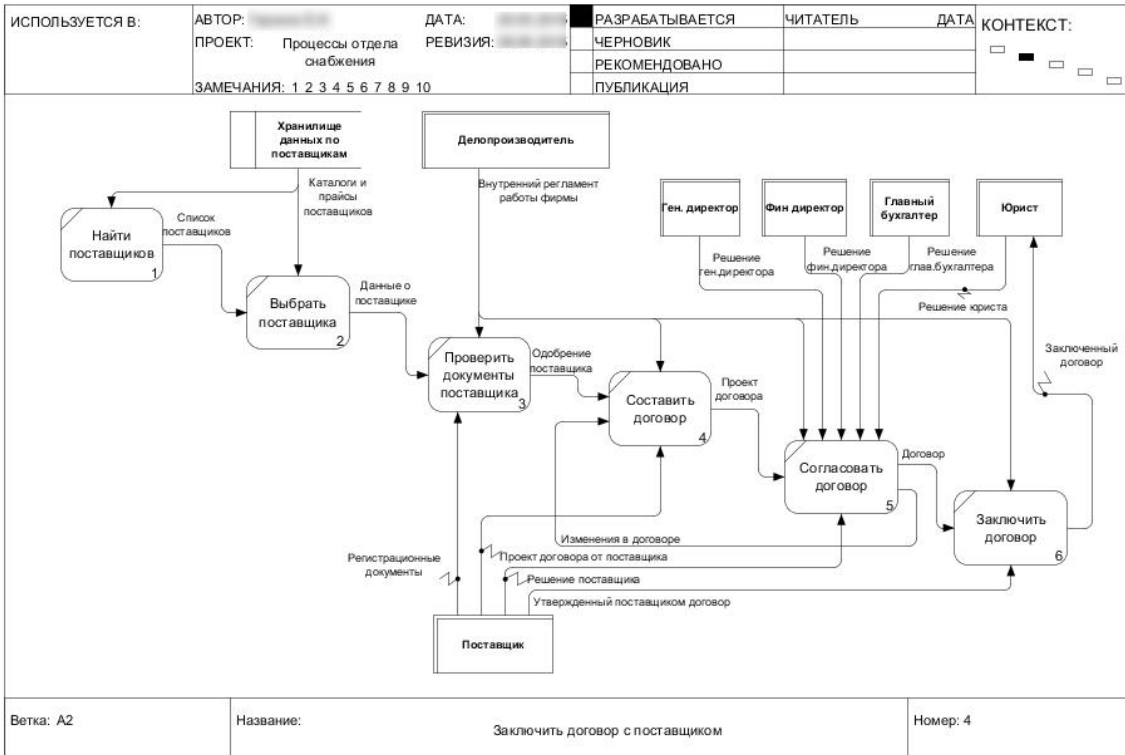 ИСПОЛЬЗУЕТСЯ В:
АВТОР:
ДАТА:
РАЗРАБАТЫВАЕТСЯ
ЧИТАТЕЛЬ
ДАТА
КОНТЕКСТ:
ПРОЕКТ:
Процессы отдела
снабжения
РЕВИЗИЯ:
ЧЕРНОВИК
РЕКОМЕНДОВАНО
ЗАМЕЧАНИЯ: 1 2 3 4 5 6 7 8 9 10
ПУБЛИКАЦИЯ
Хранилище
данных по
поставщикам
Делопроизводитель
Каталоги и
прайсы
поставщиков
Внутренний регламент
работы фирмы
Ген. директор
Фин директор
Главный
бухгалтер
Юрист
Найти
поставщиков
1
Список
поставщиков
Решение
ген.директора
Решение
фин.директора
Решение
глав.бухгалтера
Решение юриста
Выбрать
поставщика
2
Данные о
поставщике
Проверить
документы
поставщика
3
Одобрение
поставщика
Заключенный
договор
Составить
договор
4
Проект
договора
Согласовать
договор
5
Договор
Заключить
договор
6
Изменения в договоре
Регистрационные
документы
Проект договора от поставщика
Решение поставщика
Утвержденный поставщиком договор
Поставщик
Ветка: А2
Название:
Заключить договор с поставщиком
Номер: 4